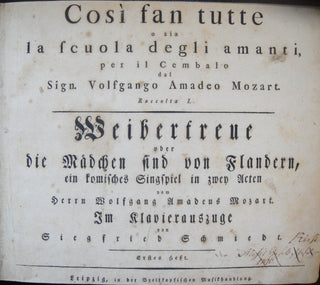 Così fan tutte
o sia
la scuola degli amanti,
per il Cembalo
dal
Sign. Volfgango Amadeo Mozart.
Raccolta I.
Weibertreue
oder
die Mädchen sind von Flandern,
ein komisches Singspiel in zwey Acten
vom
Herrn Wolfgang Amadeus Mozart.
Im Klavierauszuge
von
Siegfried Schmiedt.
Erstes Heft.
Leipzig, in der Breitkopfischen Musikhandlung.